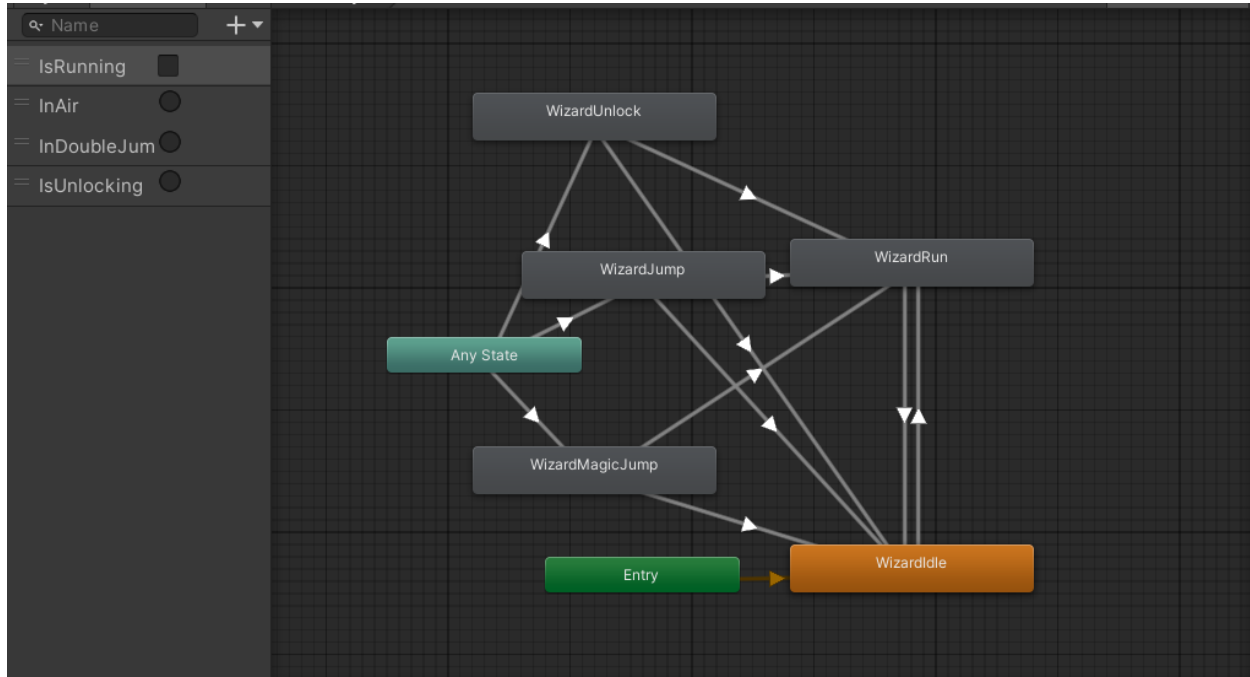 Name
IsRunning
InAir
InDoubleJum
IsUnlocking
WizardUnlock
WizardJump
WizardRun
Any State
WizardMagicJump
Entry
WizardIdle